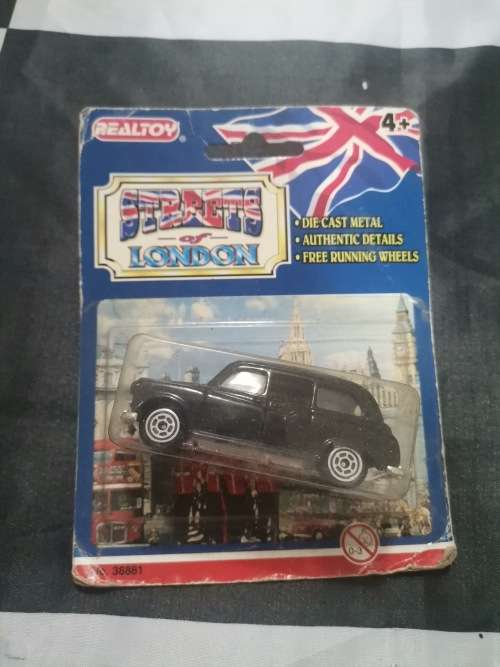 REALTOY®
4+
STREETS
of
LONDON
• DIE CAST METAL
• AUTHENTIC DETAILS
• FREE RUNNING WHEELS
0-3
38881